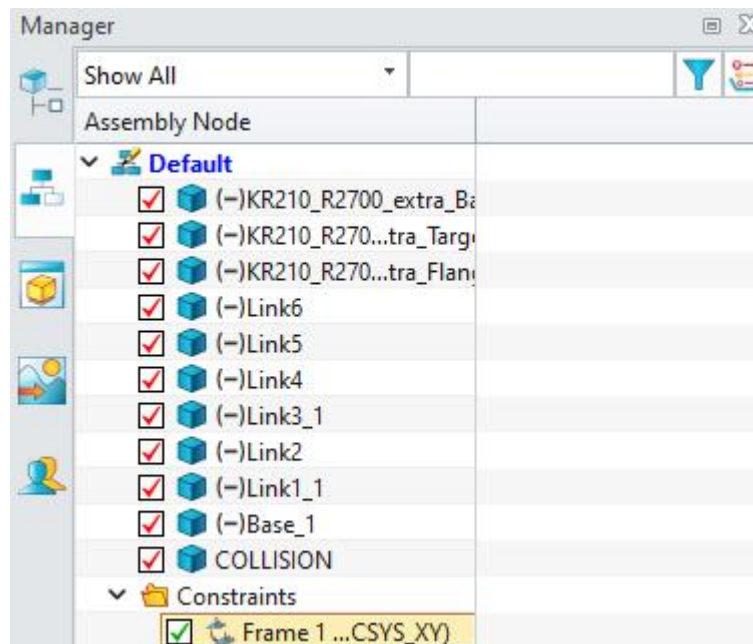 Manager
Show All
Assembly Node
Default
(-)KR210_R2700_extra_Ba
(-)KR210_R270...tra_Targ
(-)KR210_R270...tra_Flan
(-)Link6
(-)Link5
(-)Link4
(-)Link3_1
(-)Link2
(-)Link1_1
(-)Base_1
COLLISION
Constraints
Frame 1 ...CSYS_XY)